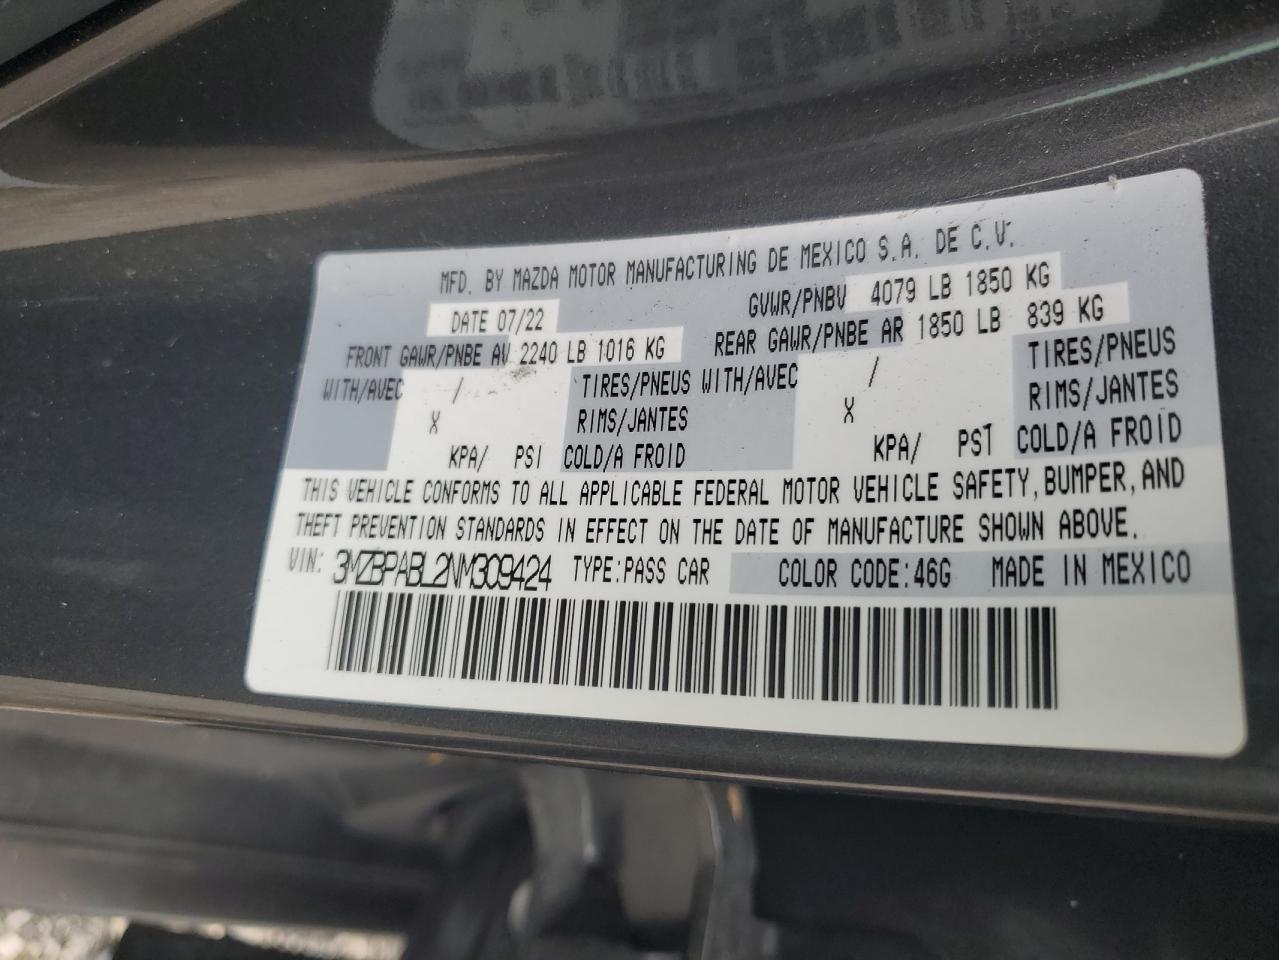 MFD. BY MAZDA MOTOR MANUFACTURING DE MEXICO S.A. DE C.V.
DATE 07/22 GVWR/PNBV 4079 LB 1850 KG
FRONT GAWR/PNBE AV 2240 LB 1016 KG REAR GAWR/PNBE AR 1850 LB 839 KG
WITH/AVEC / TIRES/PNEUS WITH/AVEC / TIRES/PNEUS
X RIMS/JANTES X RIMS/JANTES
KPA/ PSI COLD/A FROID KPA/ PSI COLD/A FROID
THIS VEHICLE CONFORMS TO ALL APPLICABLE FEDERAL MOTOR VEHICLE SAFETY, BUMPER, AND
THEFT PREVENTION STANDARDS IN EFFECT ON THE DATE OF MANUFACTURE SHOWN ABOVE.
VIN: 3MZBPABL2NM309424 TYPE:PASS CAR COLOR CODE:46G MADE IN MEXICO